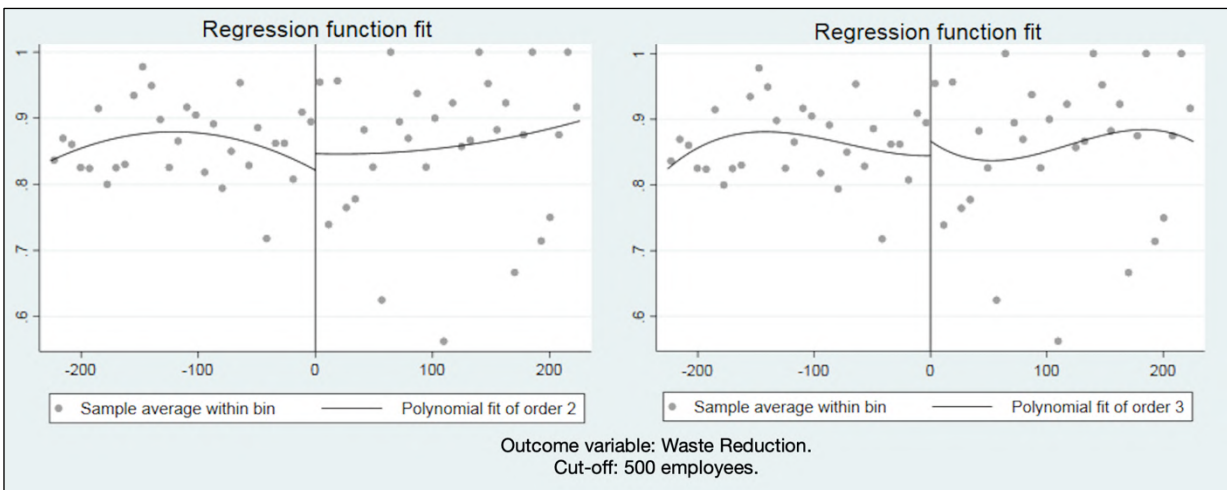 Regression function fit
1
.9
.8
.7
.6
-200 -100 0 100 200
Sample average within bin Polynomial fit of order 2
Regression function fit
1
.9
.8
.7
.6
-200 -100 0 100 200
Sample average within bin Polynomial fit of order 3
Outcome variable: Waste Reduction.
Cut-off: 500 employees.